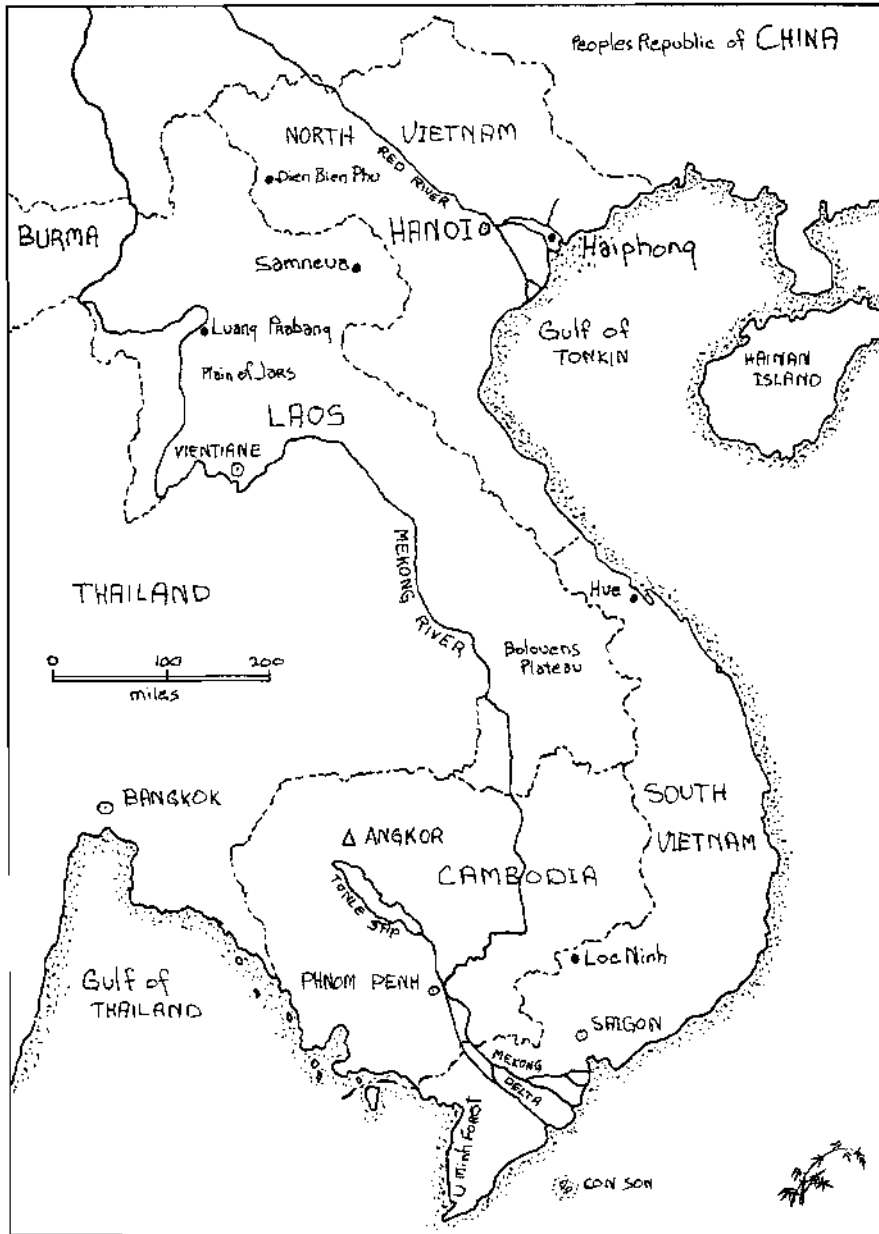 Peoples Republic of CHINA
NORTH VIETNAM
RED RIVER
Dien Bien Phu
BURMA
HANOI
Haiphong
Samneua
Gulf of
TONKIN
HAINAN
ISLAND
Luang Prabang
Plain of Jars
LAOS
VIENTIANE
MEKONG
RIVER
THAILAND
Hue
Bolovens
Plateau
0 100 200
miles
BANGKOK
SOUTH
VIETNAM
ANGKOR
CAMBODIA
TONLE SAP
Loc Ninh
PHNOM PENH
Gulf of
THAILAND
SAIGON
MEKONG
DELTA
U Minh FOREST
CON SON